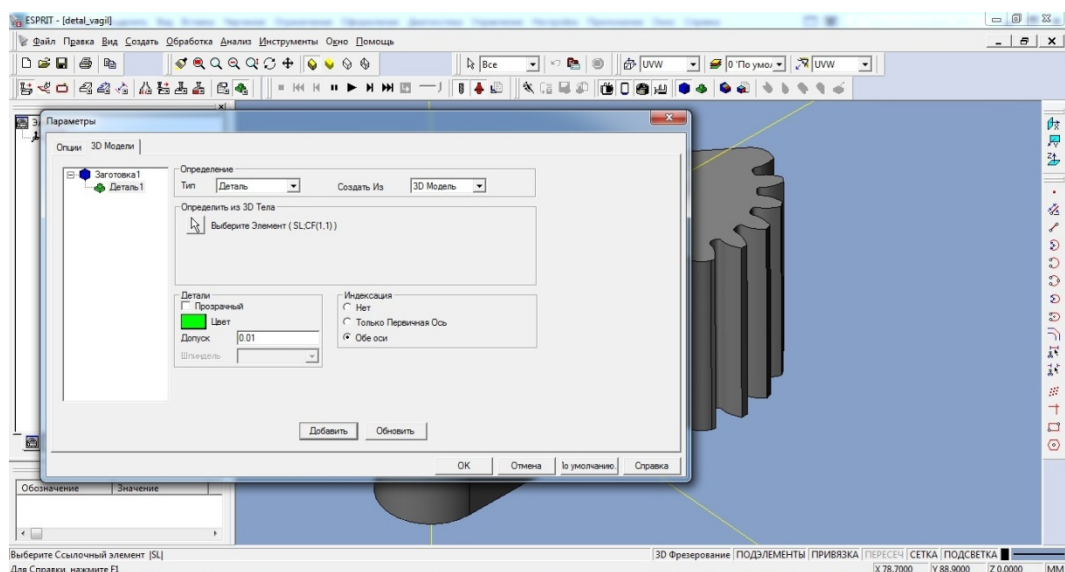 ESPRIT - [detal_vagil]
Файл Правка Вид Создать Обработка Анализ Инструменты Окно Помощь
Все UVW 0 'По умол UVW
Параметры
Опции 3D Модели
Заготовка1
Деталь1
Определение
Тип Деталь Создать Из 3D Модель
Определить из 3D Тела
Выберите Элемент ( SL;CF(1,1) )
Детали
Прозрачный
Цвет
Допуск 0.01
Шпиндель
Индексация
Нет
Только Первичная Ось
Обе оси
Добавить Обновить
OK Отмена По умолчанию. Справка
Обозначение Значение
Выберите Ссылочный элемент |SL| 3D Фрезерование ПОДЭЛЕМЕНТЫ ПРИВЯЗКА ПЕРЕСЕЧ СЕТКА ПОДСВЕТКА
Для Справки, нажмите F1 X 78.7000 Y 88.9000 Z 0.0000 MM